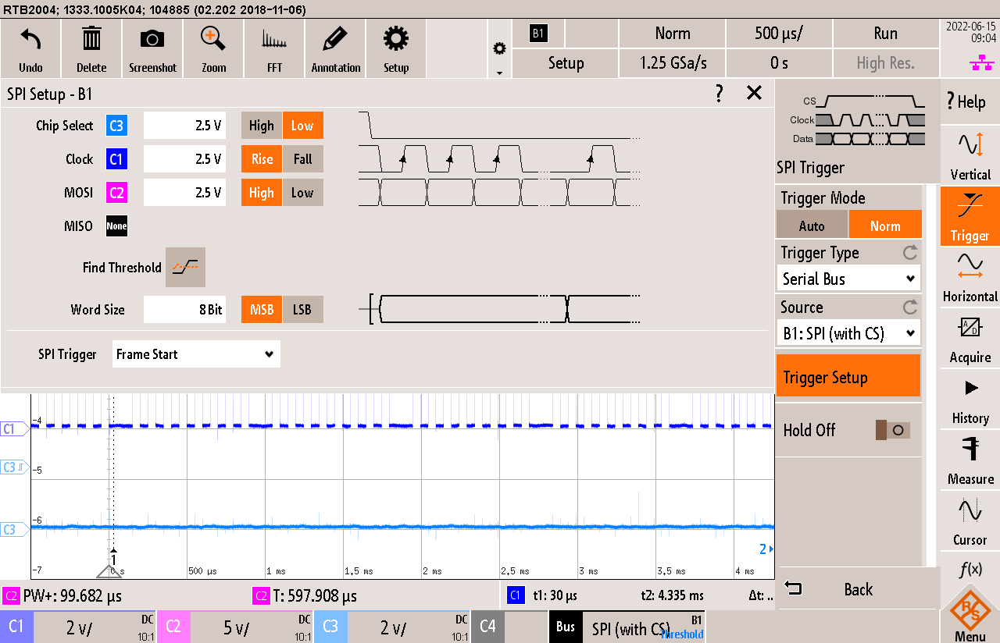 RTB2004; 1333.1005K04; 104885 (02.202 2018-11-06)
Undo
Delete
Screenshot
Zoom
FFT
Annotation
Setup
B1
Setup
Norm
1.25 GSa/s
500 µs/
0 s
Run
High Res.
2022-06-15
09:04
SPI Setup - B1
?
Chip Select C3 2.5 V High Low
Clock C1 2.5 V Rise Fall
MOSI C2 2.5 V High Low
MISO None
Find Threshold
Word Size 8 Bit MSB LSB
SPI Trigger Frame Start
CS
Clock
Data
SPI Trigger
Trigger Mode
Auto Norm
Trigger Type
Serial Bus
Source
B1: SPI (with CS)
Trigger Setup
Hold Off
Back
? Help
Vertical
Trigger
Horizontal
A
D
Acquire
History
Measure
Cursor
f(x)
R S
Menu
C1
C3
C3
-4
-5
-6
-7
1
2
0 s 500 µs 1 ms 1.5 ms 2 ms 2.5 ms 3 ms 3.5 ms 4 ms
C2 PW+: 99.682 µs C2 T: 597.908 µs C1 t1: 30 µs t2: 4.335 ms Δt: ..
C1 2 V/ DC 10:1 C2 5 V/ DC 10:1 C3 2 V/ DC 10:1 C4 Bus SPI (with CS) B1
Threshold